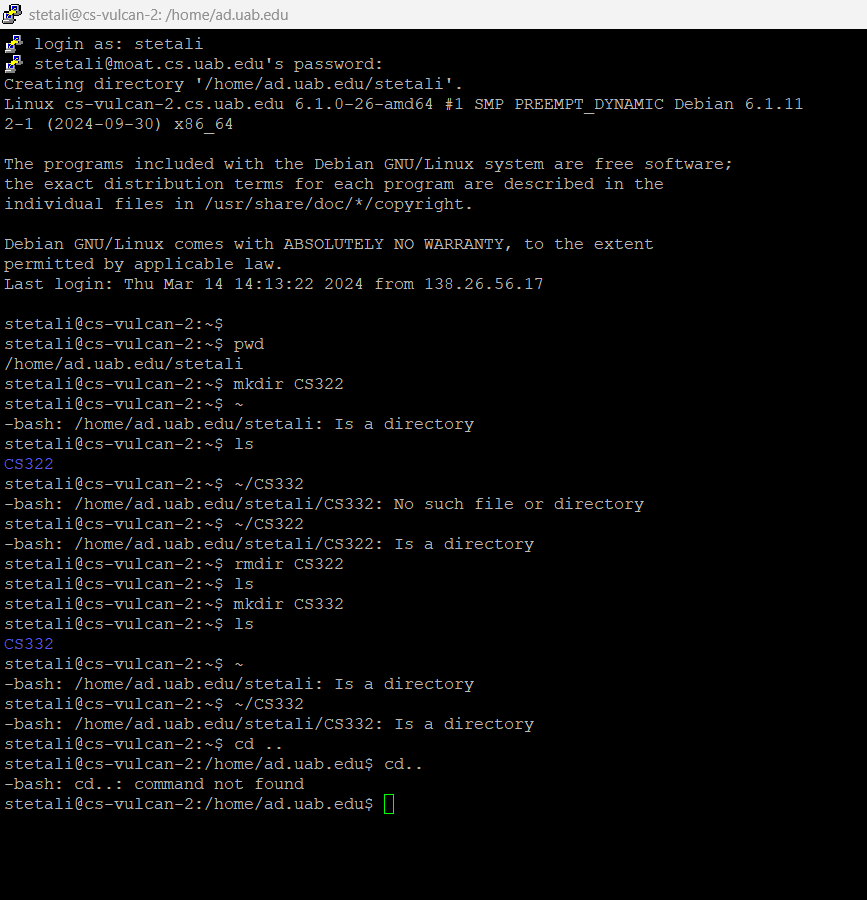 stetali@cs-vulcan-2: /home/ad.uab.edu
login as: stetali
stetali@moat.cs.uab.edu's password:
Creating directory '/home/ad.uab.edu/stetali'.
Linux cs-vulcan-2.cs.uab.edu 6.1.0-26-amd64 #1 SMP PREEMPT_DYNAMIC Debian 6.1.11
2-1 (2024-09-30) x86_64
The programs included with the Debian GNU/Linux system are free software;
the exact distribution terms for each program are described in the
individual files in /usr/share/doc/*/copyright.
Debian GNU/Linux comes with ABSOLUTELY NO WARRANTY, to the extent
permitted by applicable law.
Last login: Thu Mar 14 14:13:22 2024 from 138.26.56.17
stetali@cs-vulcan-2:~$
stetali@cs-vulcan-2:~$ pwd
/home/ad.uab.edu/stetali
stetali@cs-vulcan-2:~$ mkdir CS322
stetali@cs-vulcan-2:~$ ~
-bash: /home/ad.uab.edu/stetali: Is a directory
stetali@cs-vulcan-2:~$ ls
CS322
stetali@cs-vulcan-2:~$ ~/CS332
-bash: /home/ad.uab.edu/stetali/CS332: No such file or directory
stetali@cs-vulcan-2:~$ ~/CS322
-bash: /home/ad.uab.edu/stetali/CS322: Is a directory
stetali@cs-vulcan-2:~$ rmdir CS322
stetali@cs-vulcan-2:~$ ls
stetali@cs-vulcan-2:~$ mkdir CS332
stetali@cs-vulcan-2:~$ ls
CS332
stetali@cs-vulcan-2:~$ ~
-bash: /home/ad.uab.edu/stetali: Is a directory
stetali@cs-vulcan-2:~$ ~/CS332
-bash: /home/ad.uab.edu/stetali/CS332: Is a directory
stetali@cs-vulcan-2:~$ cd ..
stetali@cs-vulcan-2:/home/ad.uab.edu$ cd..
-bash: cd..: command not found
stetali@cs-vulcan-2:/home/ad.uab.edu$